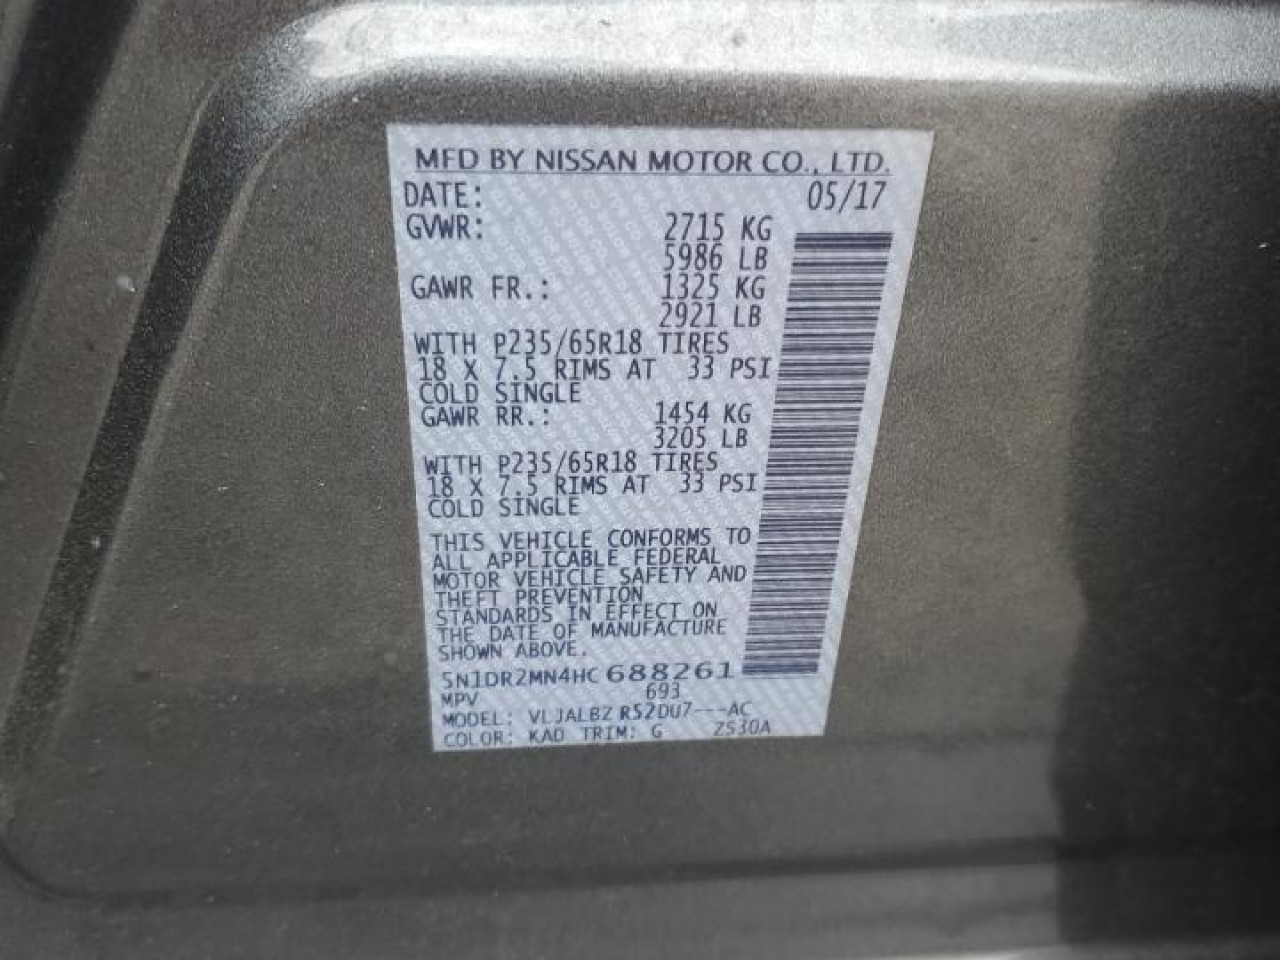 MFD BY NISSAN MOTOR CO., LTD.
DATE: 05/17
GVWR: 2715 KG
5986 LB
GAWR FR.: 1325 KG
2921 LB
WITH P235/65R18 TIRES
18 X 7.5 RIMS AT 33 PSI
COLD SINGLE
GAWR RR.: 1454 KG
3205 LB
WITH P235/65R18 TIRES
18 X 7.5 RIMS AT 33 PSI
COLD SINGLE
THIS VEHICLE CONFORMS TO
ALL APPLICABLE FEDERAL
MOTOR VEHICLE SAFETY AND
THEFT PREVENTION
STANDARDS IN EFFECT ON
THE DATE OF MANUFACTURE
SHOWN ABOVE.
5N1DR2MN4HC688261
MPV 693
MODEL: VLJALBZ R52DU7---AC
COLOR: KAD TRIM: G ZS30A